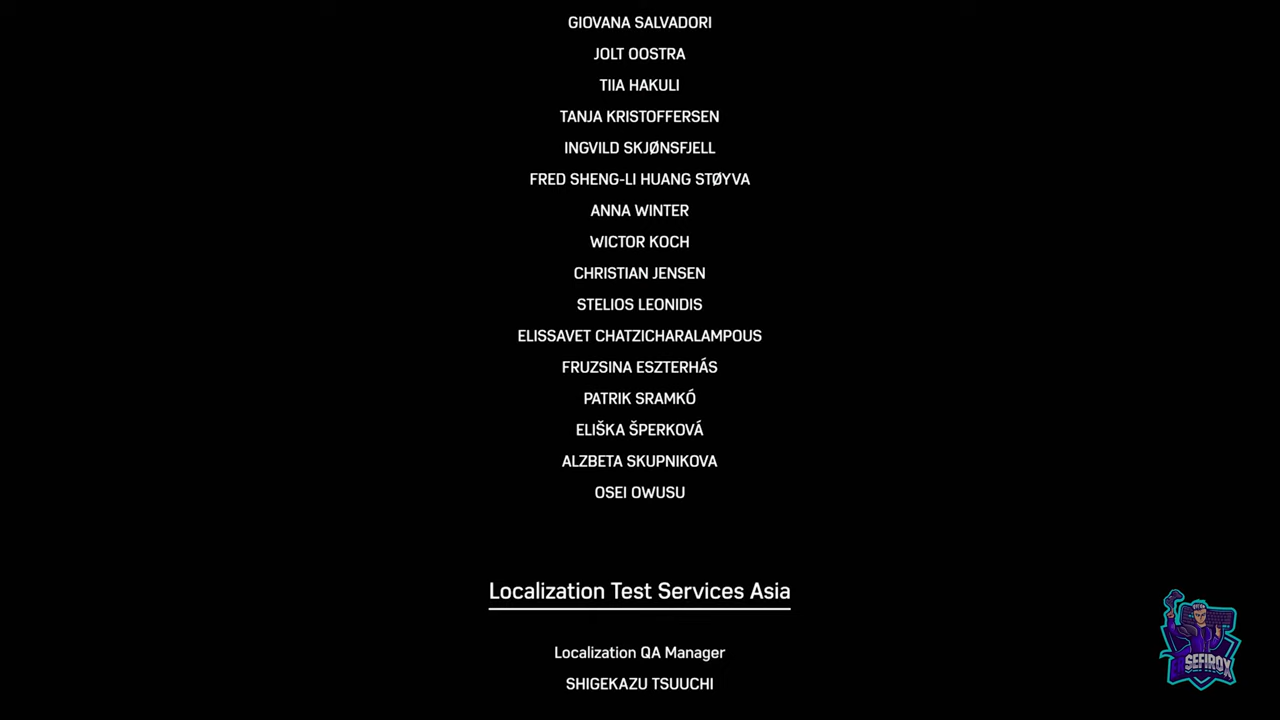 GIOVANA SALVADORI
JOLT OOSTRA
TIIA HAKULI
TANJA KRISTOFFERSEN
INGVILD SKJØNSFJELL
FRED SHENG-LI HUANG STØYVA
ANNA WINTER
WICTOR KOCH
CHRISTIAN JENSEN
STELIOS LEONIDIS
ELISSAVET CHATZICHARALAMPOUS
FRUZSINA ESZTERHÁS
PATRIK SRAMKÓ
ELIŠKA ŠPERKOVÁ
ALZBETA SKUPNIKOVA
OSEI OWUSU
Localization Test Services Asia
Localization QA Manager
SHIGEKAZU TSUUCHI
SEFIROX